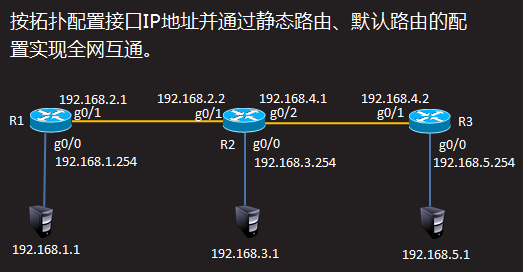 按拓扑配置接口IP地址并通过静态路由、默认路由的配
置实现全网互通。
192.168.2.1 192.168.2.2 192.168.4.1 192.168.4.2
R1 g0/1 g0/1 g0/2 g0/1 R3
g0/0 R2 g0/0 g0/0
192.168.1.254 192.168.3.254 192.168.5.254
192.168.1.1 192.168.3.1 192.168.5.1